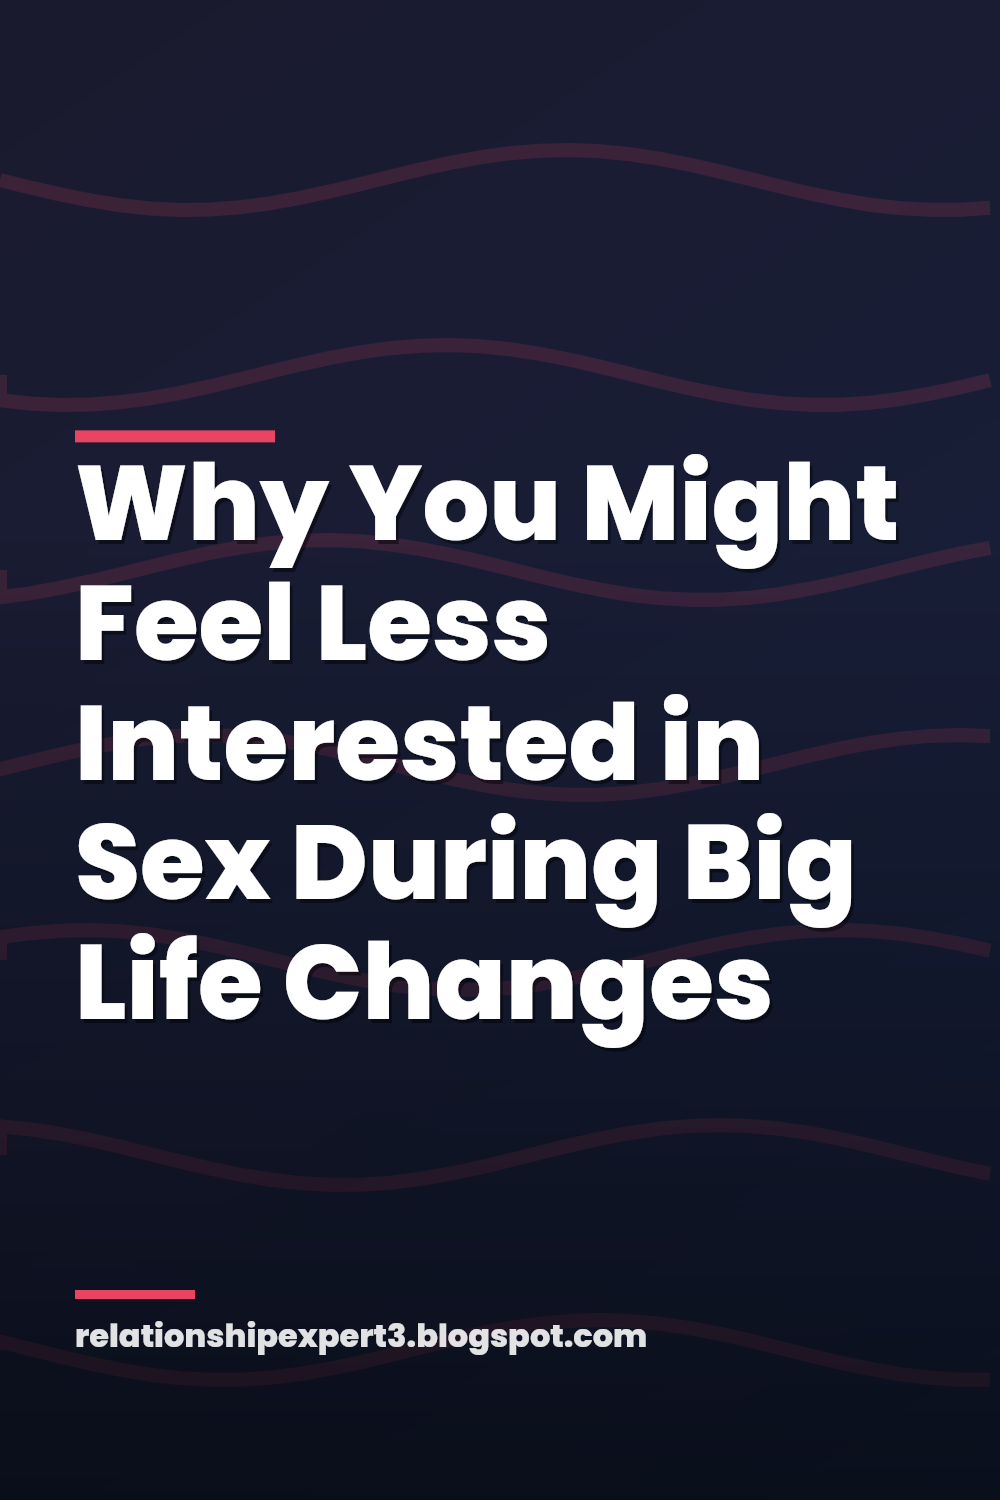 Why You Might
Feel Less
Interested in
Sex During Big
Life Changes
relationshipexpert3.blogspot.com